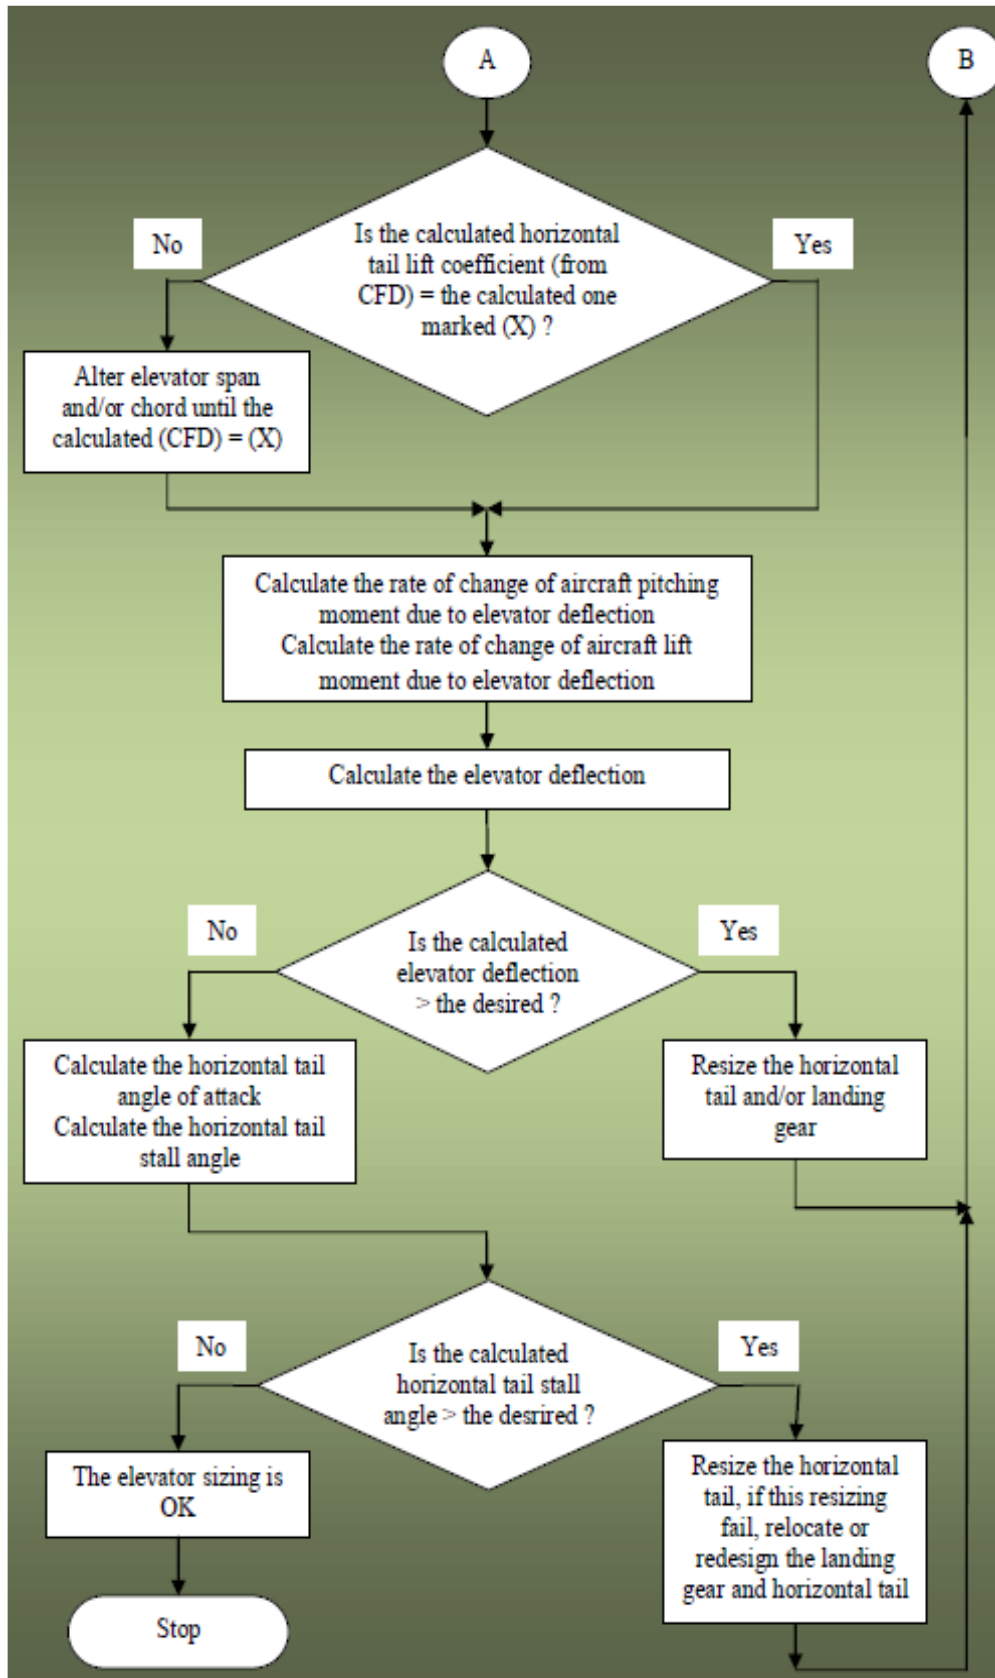 A
B
No
Yes
Is the calculated horizontal
tail lift coefficient (from
CFD) = the calculated one
marked (X) ?
Alter elevator span
and/or chord until the
calculated (CFD) = (X)
Calculate the rate of change of aircraft pitching
moment due to elevator deflection
Calculate the rate of change of aircraft lift
moment due to elevator deflection
Calculate the elevator deflection
No
Yes
Is the calculated
elevator deflection
> the desired ?
Calculate the horizontal tail
angle of attack
Calculate the horizontal tail
stall angle
Resize the horizontal
tail and/or landing
gear
No
Yes
Is the calculated
horizontal tail stall
angle > the desrired ?
The elevator sizing is
OK
Resize the horizontal
tail, if this resizing
fail, relocate or
redesign the landing
gear and horizontal tail
Stop